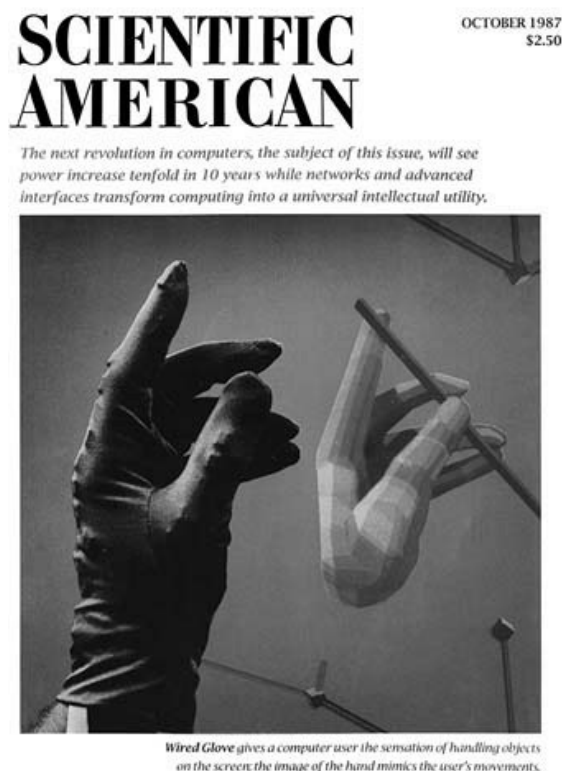 SCIENTIFIC
AMERICAN
OCTOBER 1987
$2.50
The next revolution in computers, the subject of this issue, will see
power increase tenfold in 10 years while networks and advanced
interfaces transform computing into a universal intellectual utility.
Wired Glove gives a computer user the sensation of handling objects
on the screen; the image of the hand mimics the user's movements.